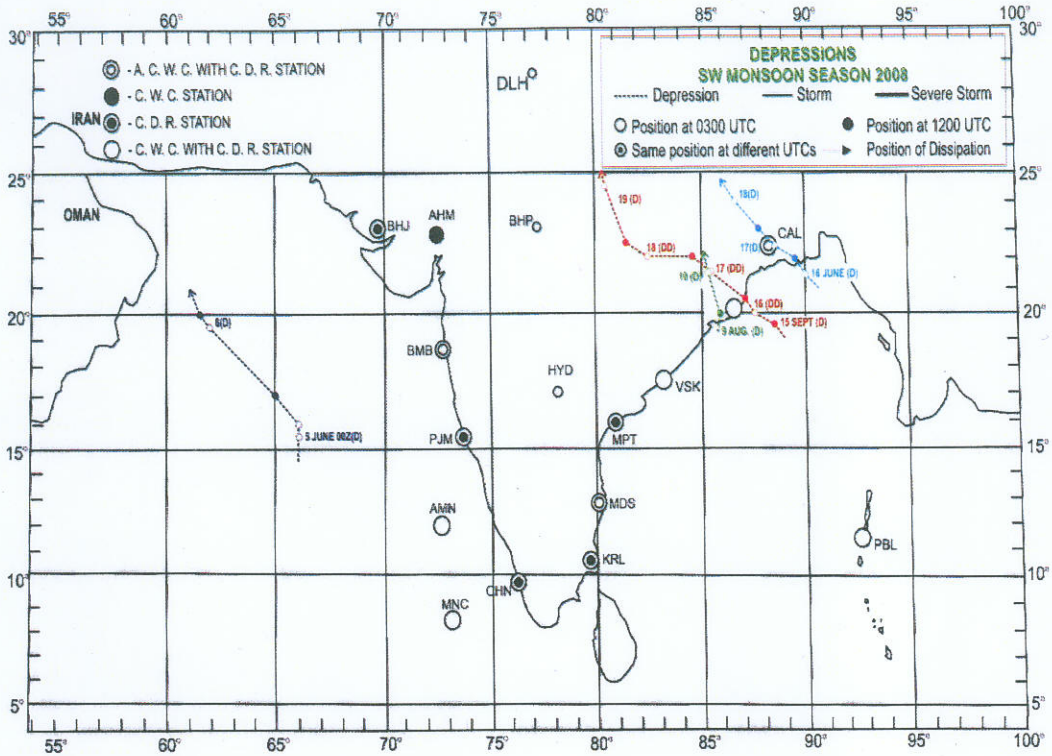 55° 60° 65° 70° 75° 80° 85° 90° 95° 100°
30° 30°
- A. C. W. C. WITH C. D. R. STATION
- C. W. C. STATION
- C. D. R. STATION
- C. W. C. WITH C. D. R. STATION
DEPRESSIONS
SW MONSOON SEASON 2008
Depression Storm Severe Storm
Position at 0300 UTC Position at 1200 UTC
Same position at different UTCs Position of Dissipation
DLH
IRAN
25° 25°
OMAN
BHJ
AHM
BHP
CAL
19 (D)
18(D)
17(D)
16 JUNE (D)
18 (DD)
17 (DD)
16 (DD)
15 SEPT (D)
9 AUG. (D)
20° 20°
6(D)
BMB
HYD
VSK
5 JUNE 00Z(D)
PJM
MPT
15° 15°
AMN
MDS
PBL
KRL
10° 10°
CHN
MNC
5° 5°
55° 60° 65° 70° 75° 80° 85° 90° 95° 100°